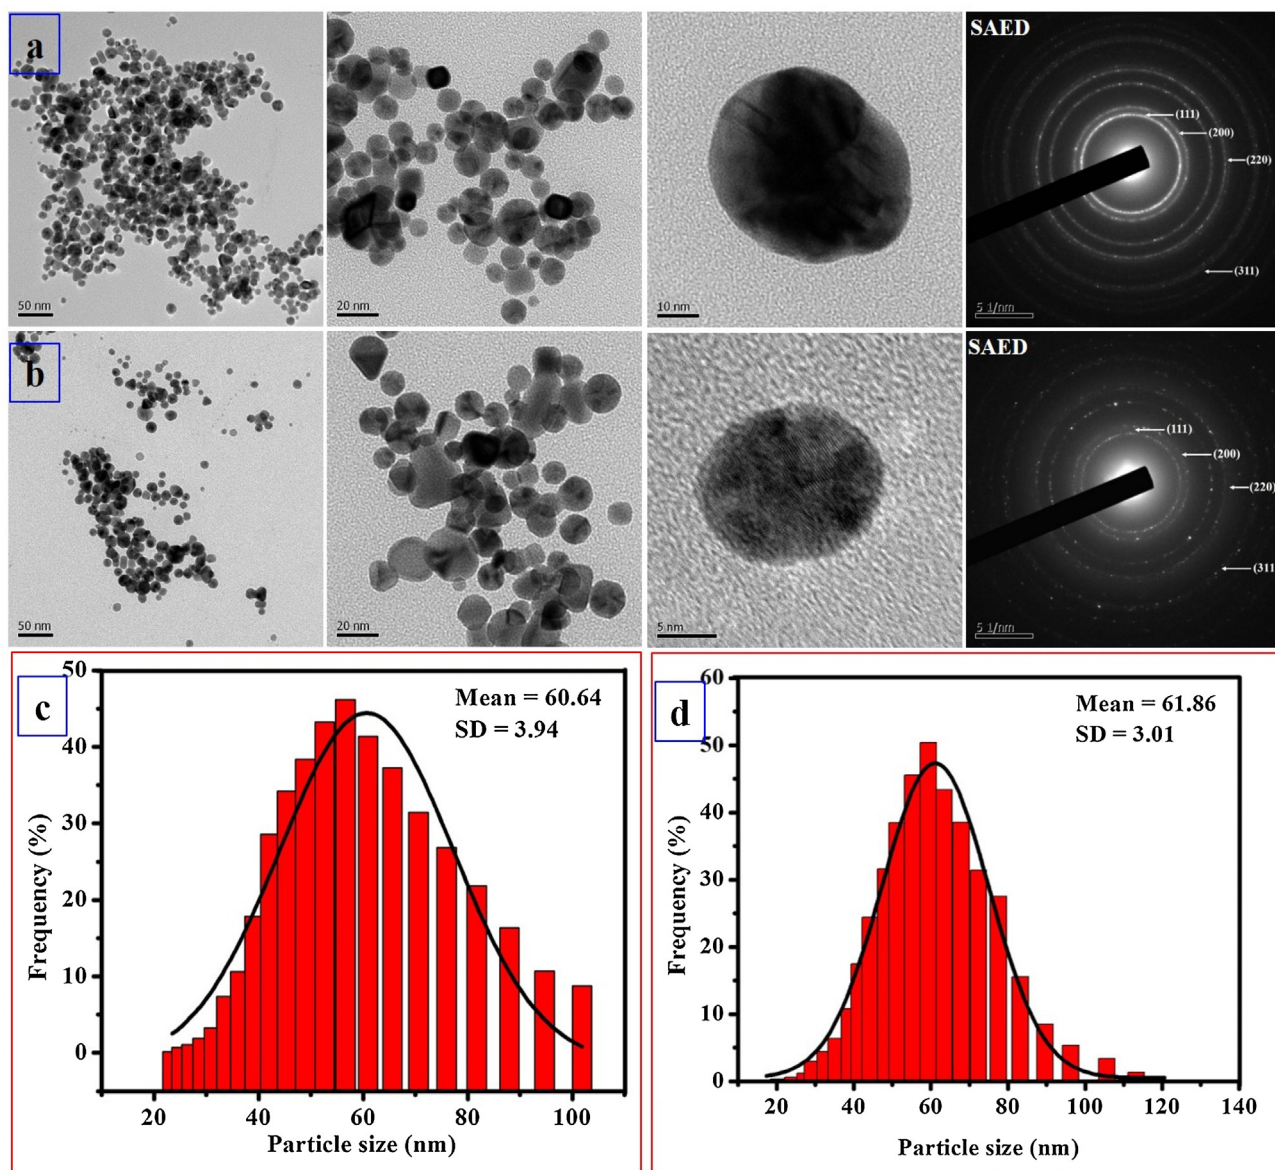 a
50 nm
20 nm
10 nm
SAED
(111)
(200)
(220)
(311)
5 1/nm
b
50 nm
20 nm
5 nm
SAED
(111)
(200)
(220)
(311
5 1/nm
c
Mean = 60.64
SD = 3.94
50
40
30
20
10
0
Frequency (%)
20 40 60 80 100
Particle size (nm)
d
Mean = 61.86
SD = 3.01
60
50
40
30
20
10
0
Frequency (%)
20 40 60 80 100 120 140
Particle size (nm)